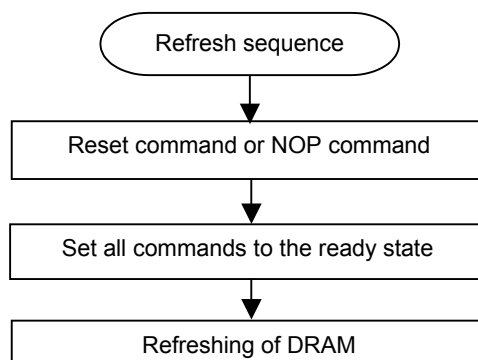 Refresh sequence
Reset command or NOP command
Set all commands to the ready state
Refreshing of DRAM